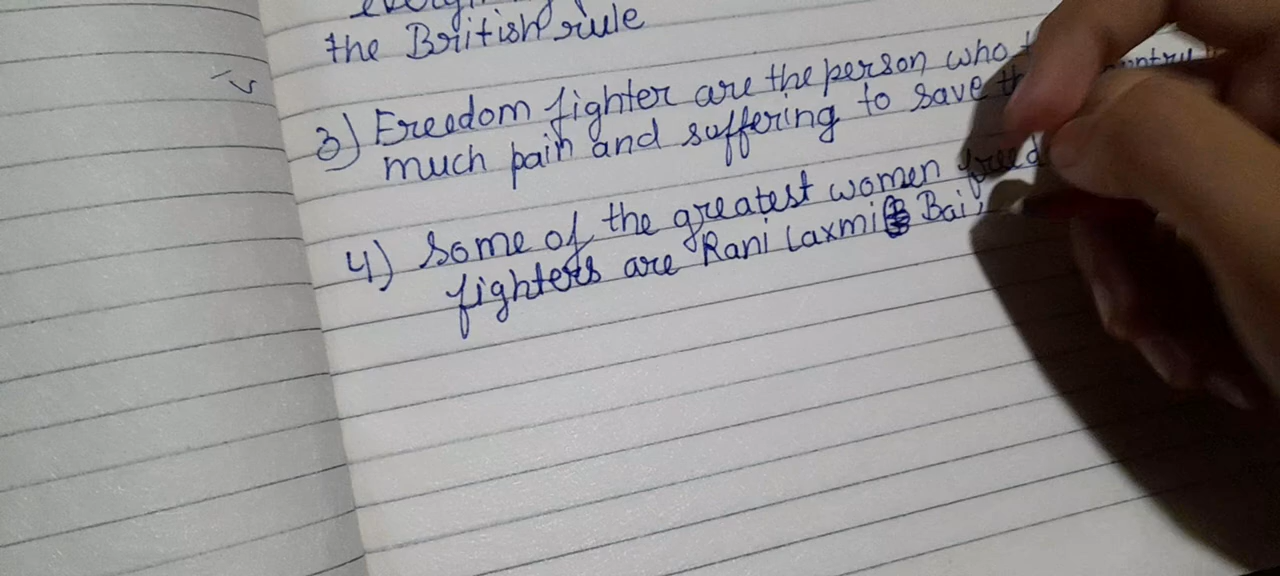 the British rule
3) Freedom fighter are the person who
much pain and suffering to save
4) Some of the greatest women freed
fighters are Rani Laxmi Bai,